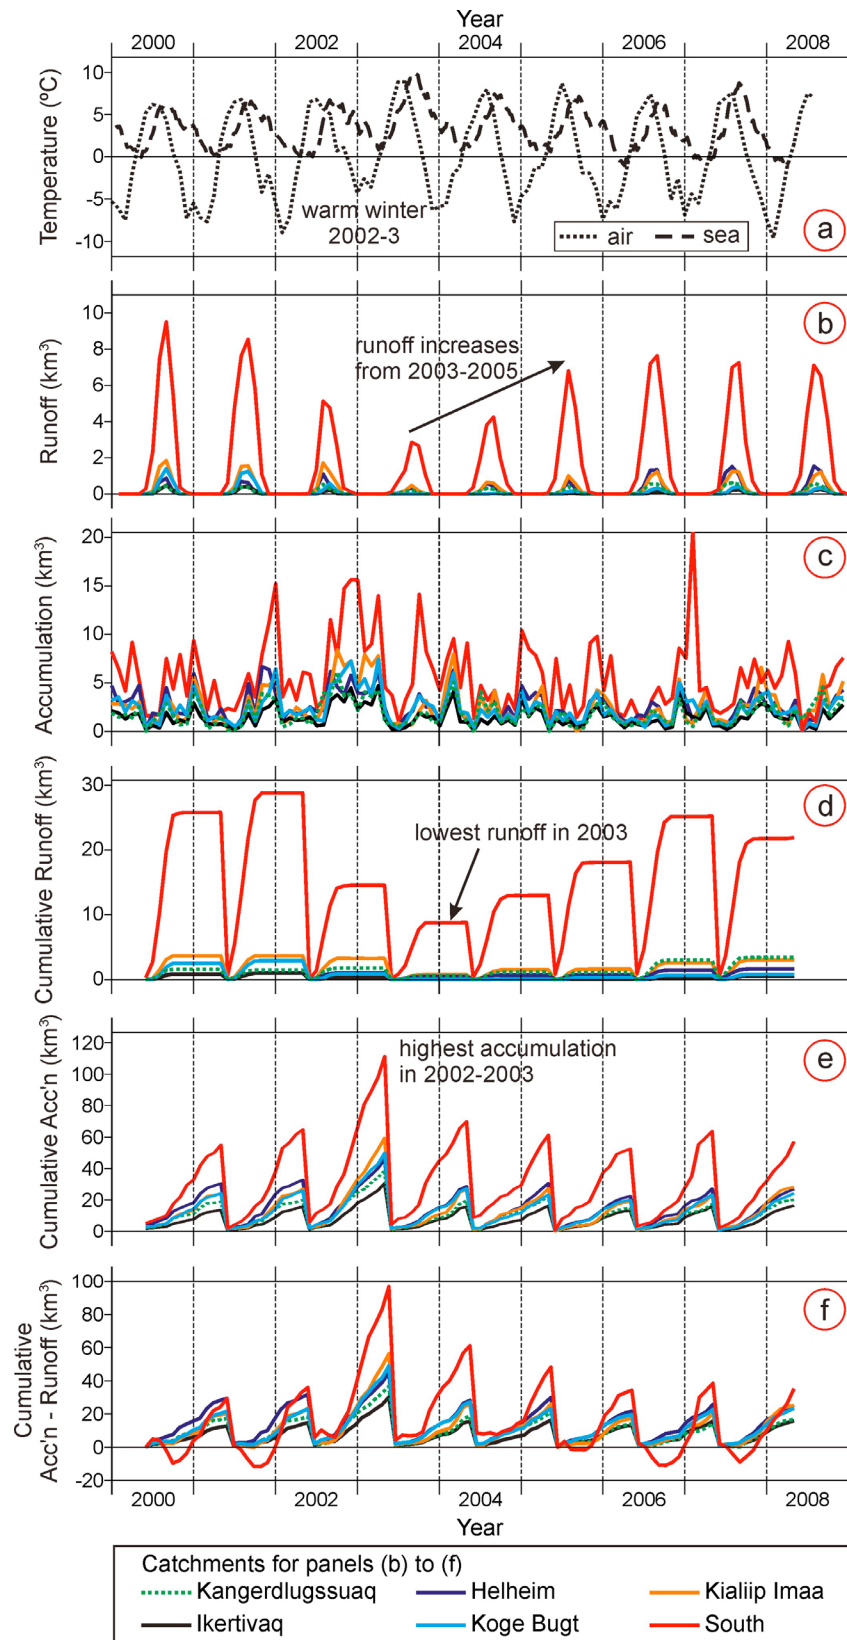 Year
2000 2002 2004 2006 2008
Temperature (ºC)
10
5
0
-5
-10
warm winter
2002-3
air sea
a
Runoff (km³)
10
8
6
4
2
0
runoff increases
from 2003-2005
b
Accumulation (km³)
20
15
10
5
0
c
Cumulative Runoff (km³)
30
20
10
0
lowest runoff in 2003
d
Cumulative Acc'n (km³)
120
100
80
60
40
20
0
highest accumulation
in 2002-2003
e
Cumulative
Acc'n - Runoff (km³)
100
80
60
40
20
0
-20
f
2000 2002 2004 2006 2008
Year
Catchments for panels (b) to (f)
Kangerdlugssuaq Helheim Kialiip Imaa
Ikertivaq Koge Bugt South